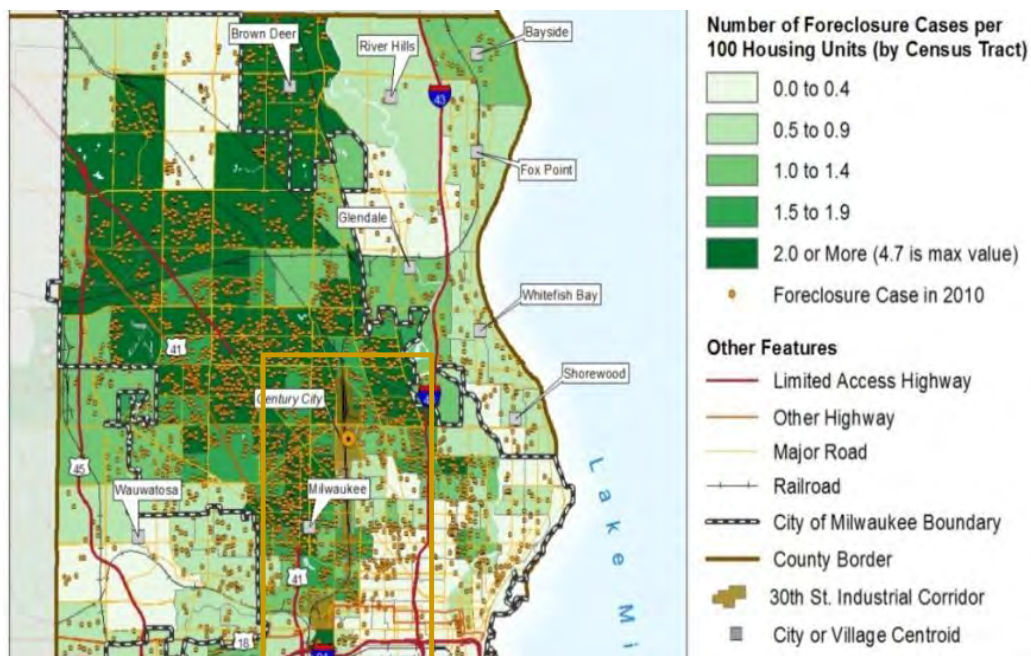 Brown Deer
River Hills
Bayside
43
Fox Point
Glendale
Whitefish Bay
41
Shorewood
Century City
45
Wauwatosa
Milwaukee
41
18
Lake Mi
Number of Foreclosure Cases per
100 Housing Units (by Census Tract)
0.0 to 0.4
0.5 to 0.9
1.0 to 1.4
1.5 to 1.9
2.0 or More (4.7 is max value)
Foreclosure Case in 2010
Other Features
Limited Access Highway
Other Highway
Major Road
Railroad
City of Milwaukee Boundary
County Border
30th St. Industrial Corridor
City or Village Centroid